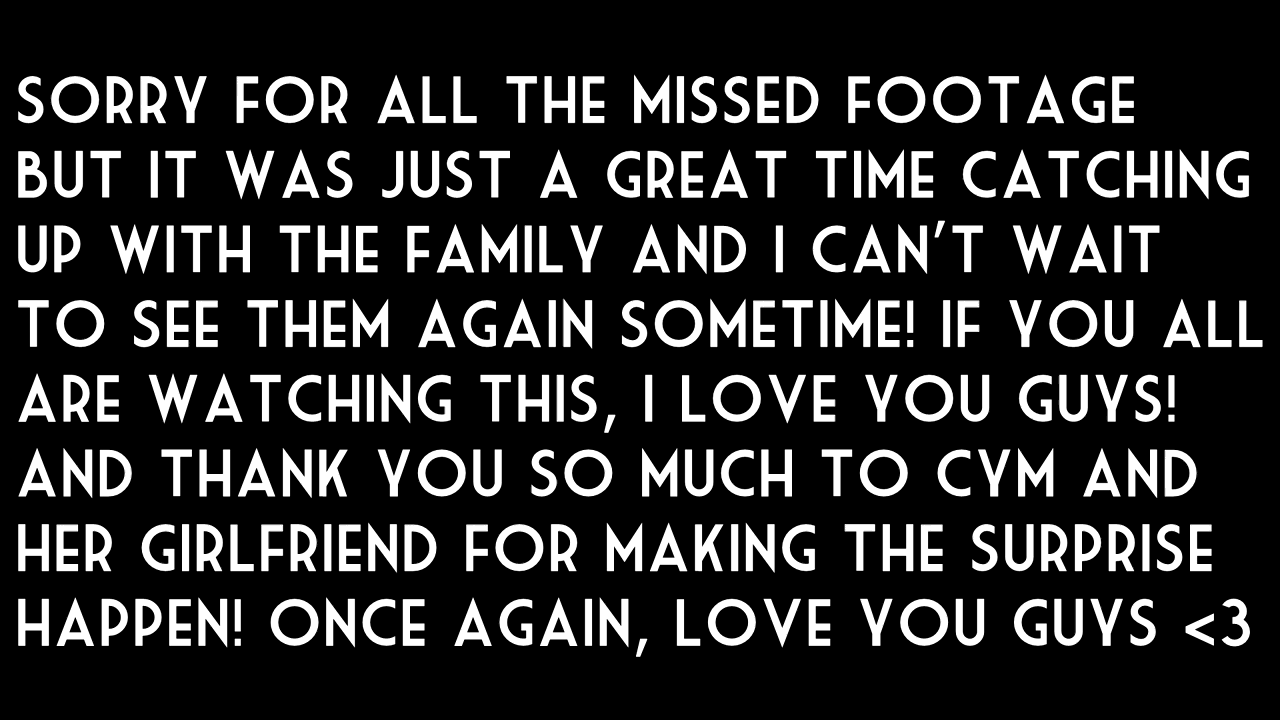 SORRY FOR ALL THE MISSED FOOTAGE
BUT IT WAS JUST A GREAT TIME CATCHING
UP WITH THE FAMILY AND I CAN'T WAIT
TO SEE THEM AGAIN SOMETIME! IF YOU ALL
ARE WATCHING THIS, I LOVE YOU GUYS!
AND THANK YOU SO MUCH TO CYM AND
HER GIRLFRIEND FOR MAKING THE SURPRISE
HAPPEN! ONCE AGAIN, LOVE YOU GUYS <3